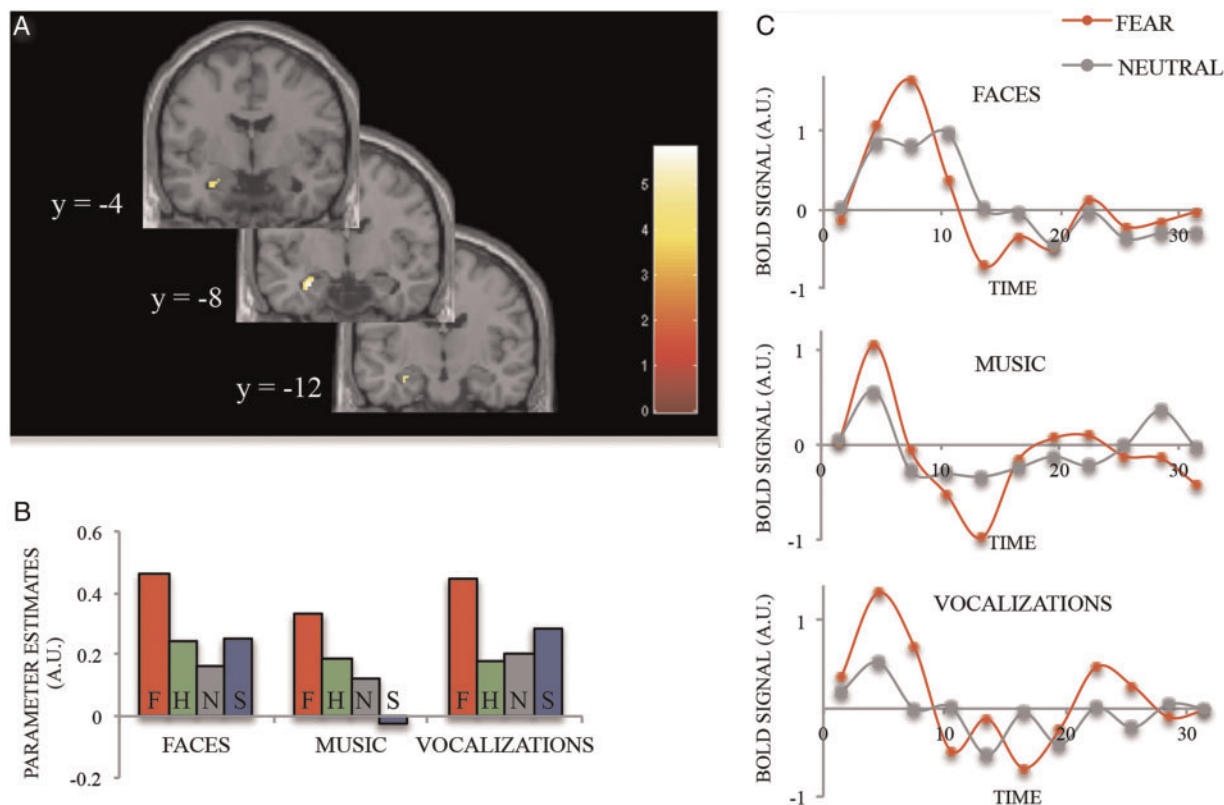 A
y = -4
y = -8
y = -12
5
4
3
2
1
0
B
PARAMETER ESTIMATES
(A.U.)
0.6
0.4
0.2
0
-0.2
F H N S
F H N S
F H N S
FACES MUSIC VOCALIZATIONS
C
FEAR
NEUTRAL
FACES
BOLD SIGNAL (A.U.)
1
0
-1
0 10 20 30
TIME
MUSIC
BOLD SIGNAL (A.U.)
1
0
-1
0 10 20 30
TIME
VOCALIZATIONS
BOLD SIGNAL (A.U.)
1
-1
0 10 20 30
TIME